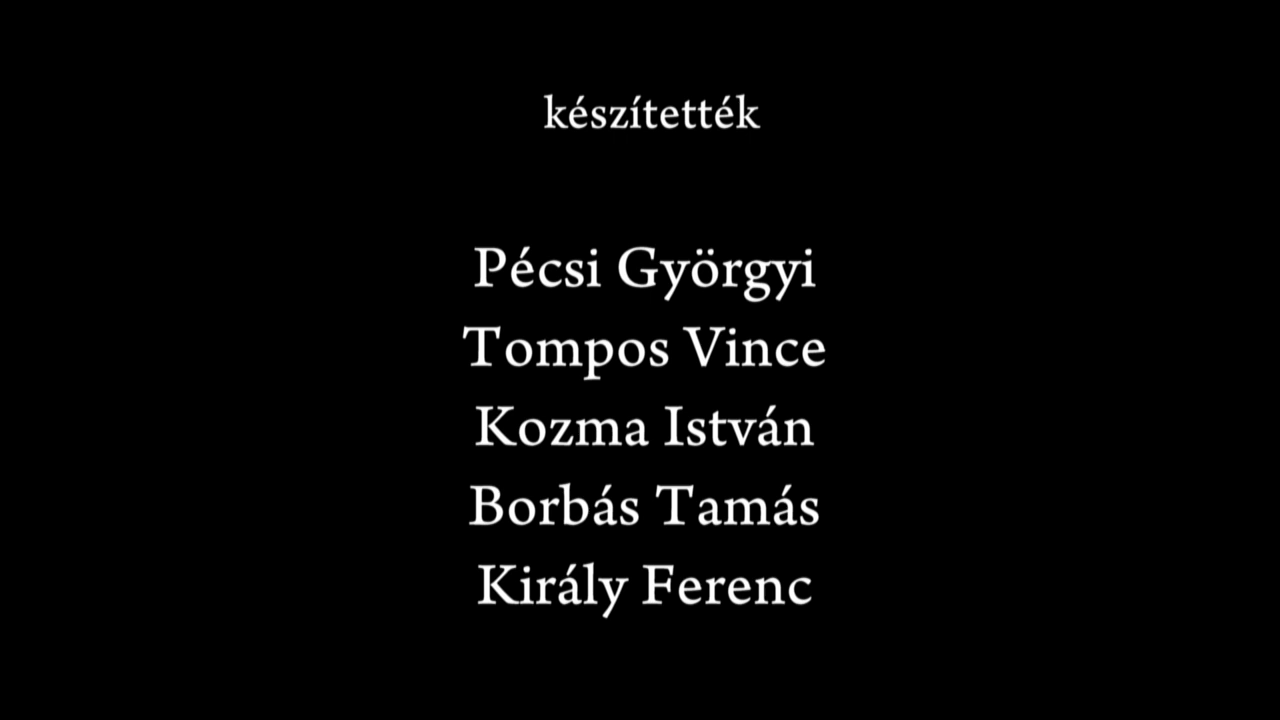 készítették
Pécsi Györgyi
Tompos Vince
Kozma István
Borbás Tamás
Király Ferenc